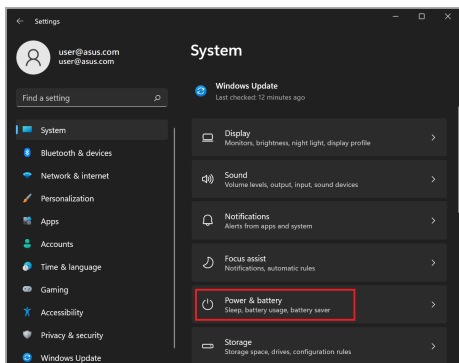 Settings
user@asus.com
user@asus.com
Find a setting
System
Bluetooth & devices
Network & internet
Personalization
Apps
Accounts
Time & language
Gaming
Accessibility
Privacy & security
Windows Update
System
Windows Update
Last checked: 12 minutes ago
Display
Monitors, brightness, night light, display profile
Sound
Volume levels, output, input, sound devices
Notifications
Alerts from apps and system
Focus assist
Notifications, automatic rules
Power & battery
Sleep, battery usage, battery saver
Storage
Storage space, drives, configuration rules